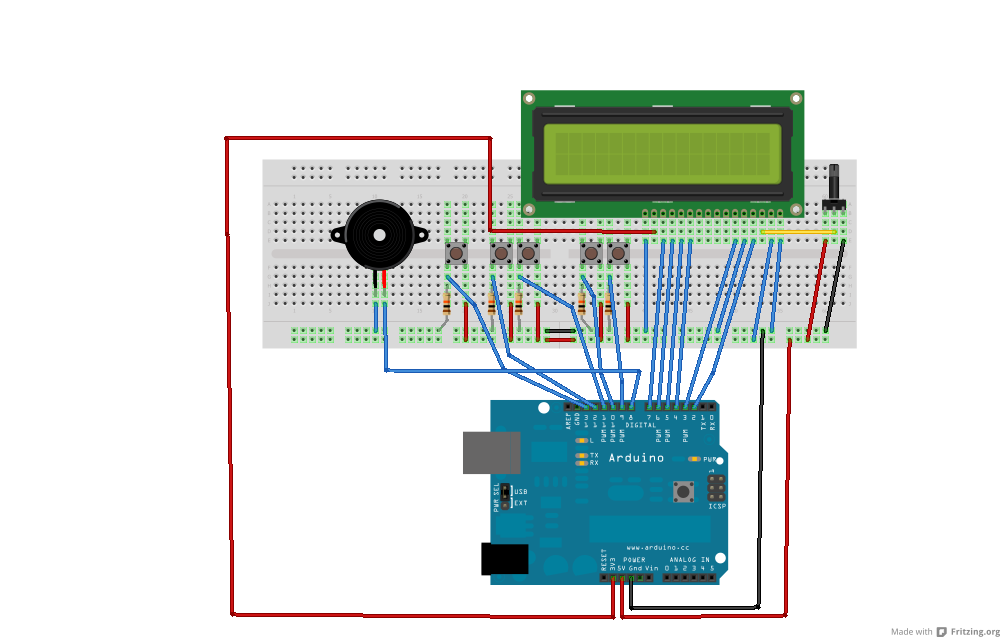 AREF
GND
13
12
11
10
9
8
7
6
5
4
3
2
1
0
PWM
PWM
PWM
DIGITAL
PWM
PWM
PWM
TX
RX
L
TX
RX
Arduino
PWR
PWR SEL
USB
EXT
1
ICSP
www.arduino.cc
RESET
3V3
POWER
ANALOG IN
5V Gnd Vin 0 1 2 3 4 5
Made with Fritzing.org